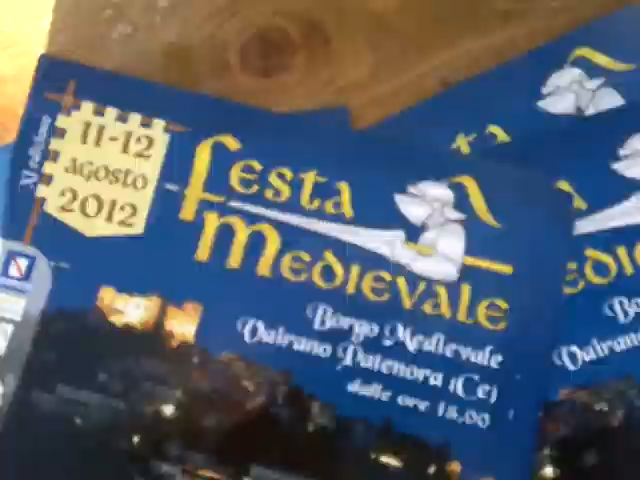 11-12
agosto
2012
Festa
Medievale
Borgo Medievale
Vairano Patenora (Ce)
dalle ore 18,00